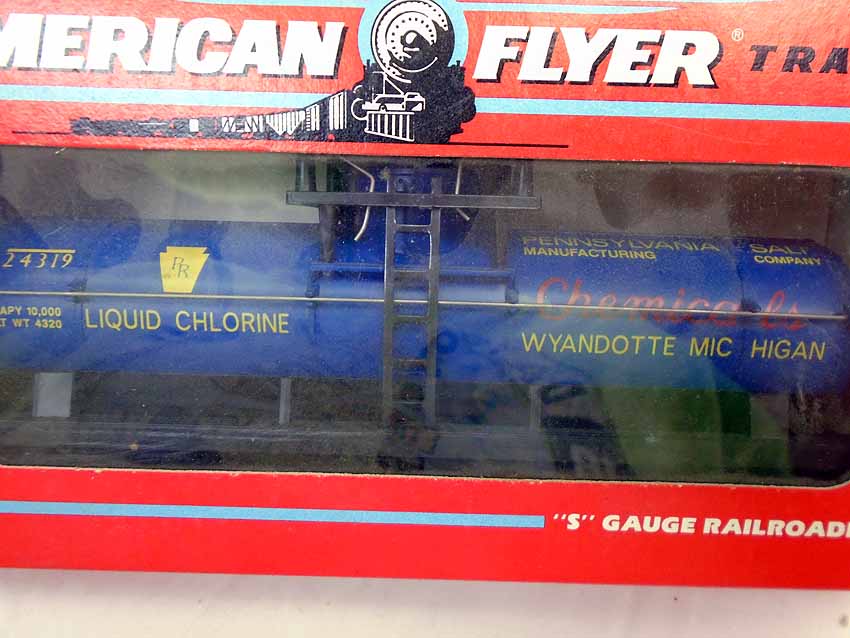 MERICAN FLYER® TRA
24319
PR
APY 10,000
T WT 4320
LIQUID CHLORINE
PENNSYLVANIA SALT
MANUFACTURING COMPANY
Chemicals
WYANDOTTE MIC HIGAN
"S" GAUGE RAILROADI